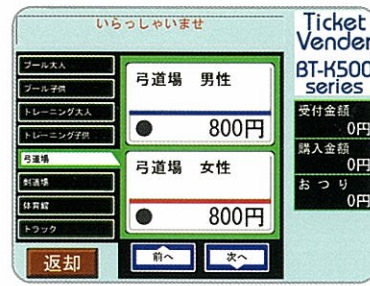 いらっしゃいませ
プール大人
プール子供
トレーニング大人
トレーニング子供
弓道場
剣道場
体育館
トラック
返却
弓道場 男性
● 800円
弓道場 女性
● 800円
前へ
次へ
Ticket
Vender
BT-K500
series
受付金額
0円
購入金額
0円
おつり
0円